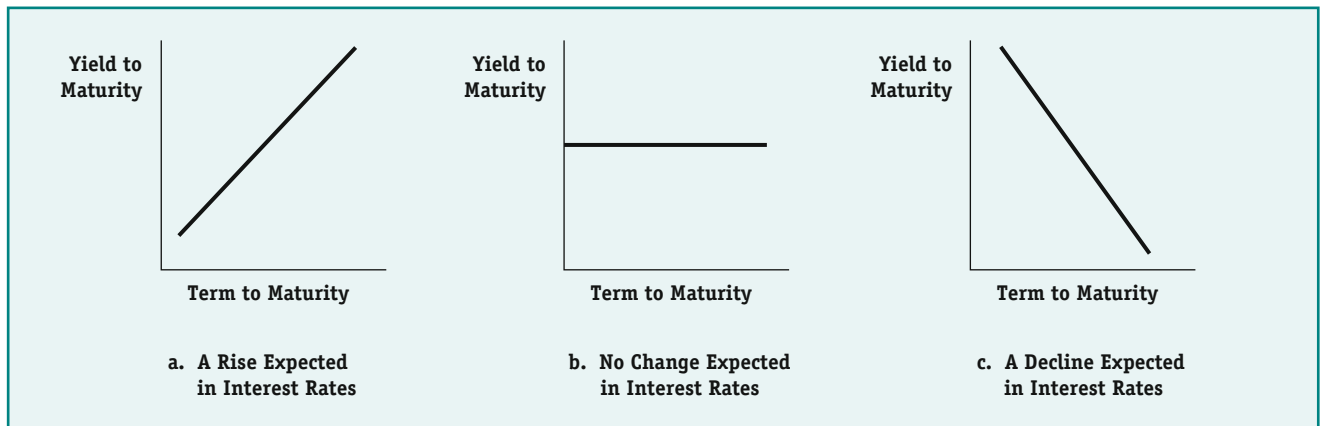 Yield to
Maturity
Term to Maturity
a. A Rise Expected
in Interest Rates
Yield to
Maturity
Term to Maturity
b. No Change Expected
in Interest Rates
Yield to
Maturity
Term to Maturity
c. A Decline Expected
in Interest Rates